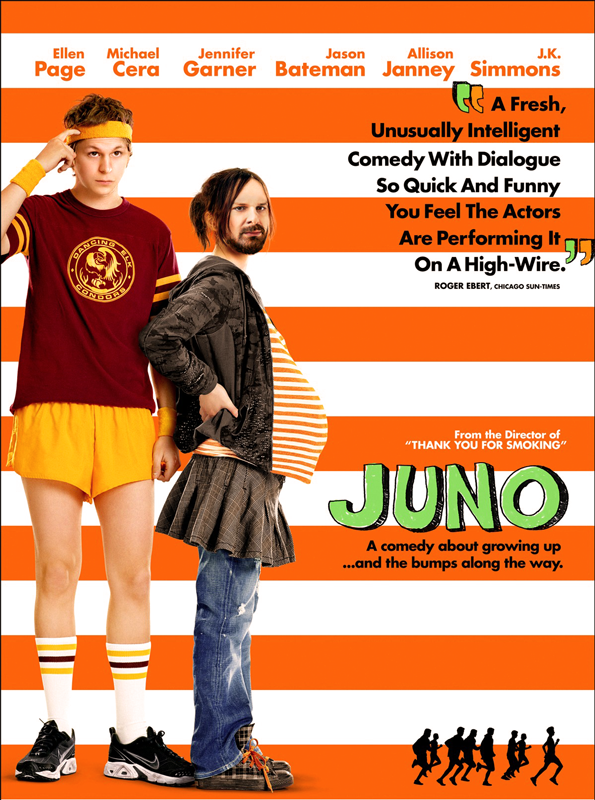 Ellen Page
Michael Cera
Jennifer Garner
Jason Bateman
Allison Janney
J.K. Simmons
“A Fresh,
Unusually Intelligent
Comedy With Dialogue
So Quick And Funny
You Feel The Actors
Are Performing It
On A High-Wire.”
ROGER EBERT, CHICAGO SUN-TIMES
DANCING ELK
CONDORS
From the Director of
“THANK YOU FOR SMOKING”
JUNO
A comedy about growing up
...and the bumps along the way.